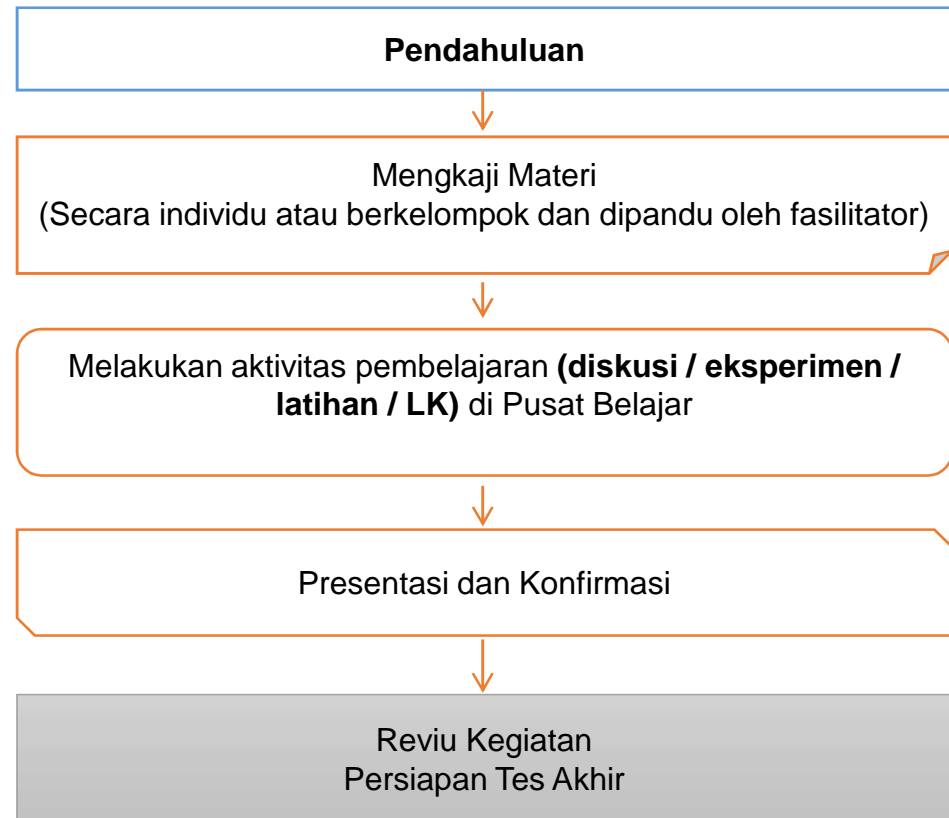 Pendahuluan
Mengkaji Materi
(Secara individu atau berkelompok dan dipandu oleh fasilitator)
Melakukan aktivitas pembelajaran (diskusi / eksperimen /
latihan / LK) di Pusat Belajar
Presentasi dan Konfirmasi
Reviu Kegiatan
Persiapan Tes Akhir